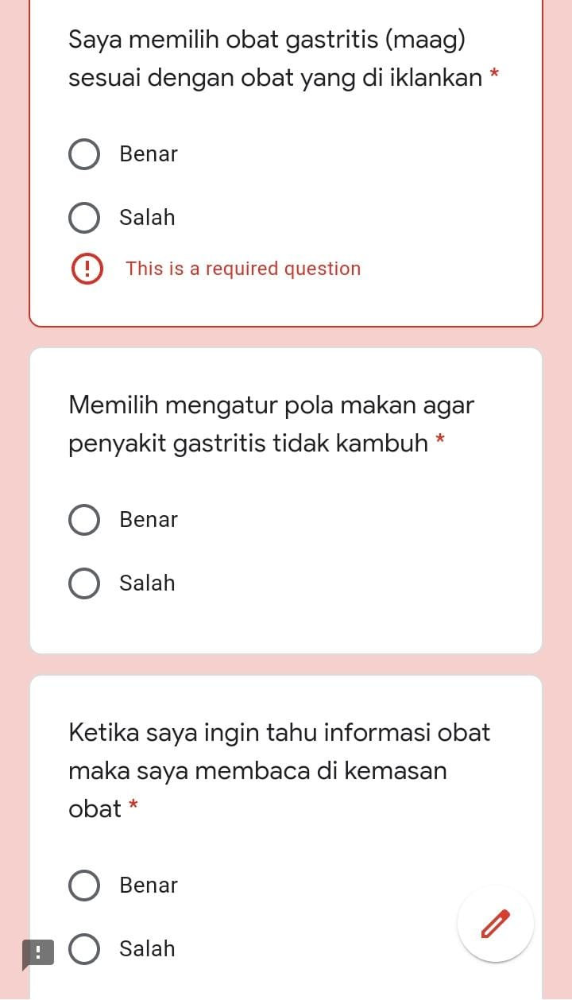 Saya memilih obat gastritis (maag)
sesuai dengan obat yang di iklankan *
Benar
Salah
! This is a required question
Memilih mengatur pola makan agar
penyakit gastritis tidak kambuh *
Benar
Salah
Ketika saya ingin tahu informasi obat
maka saya membaca di kemasan
obat *
Benar
! Salah